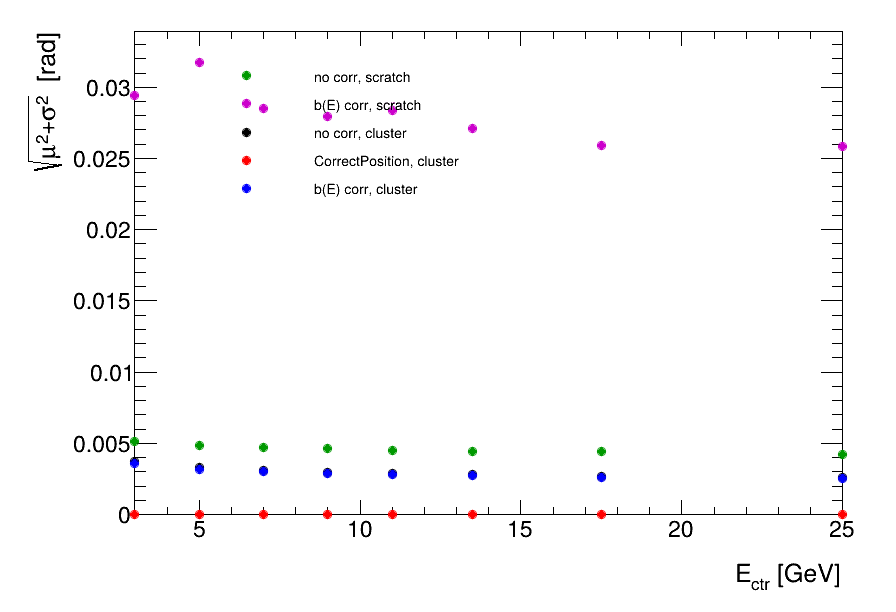 √μ²+σ² [rad]
0.03
0.025
0.02
0.015
0.01
0.005
0
no corr, scratch
b(E) corr, scratch
no corr, cluster
CorrectPosition, cluster
b(E) corr, cluster
5 10 15 20 25
E_ctr [GeV]